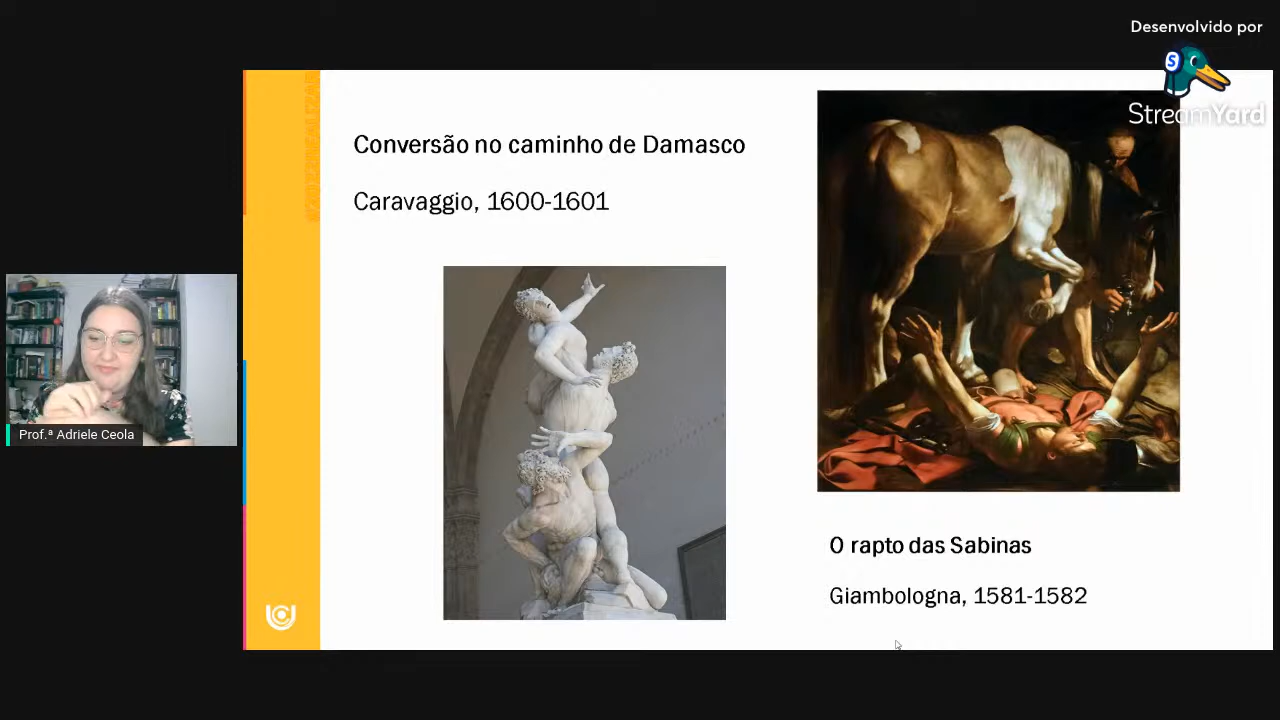 Desenvolvido por
StreamYard
Conversão no caminho de Damasco
Caravaggio, 1600-1601
Prof.ª Adriele Ceola
O rapto das Sabinas
Giambologna, 1581-1582